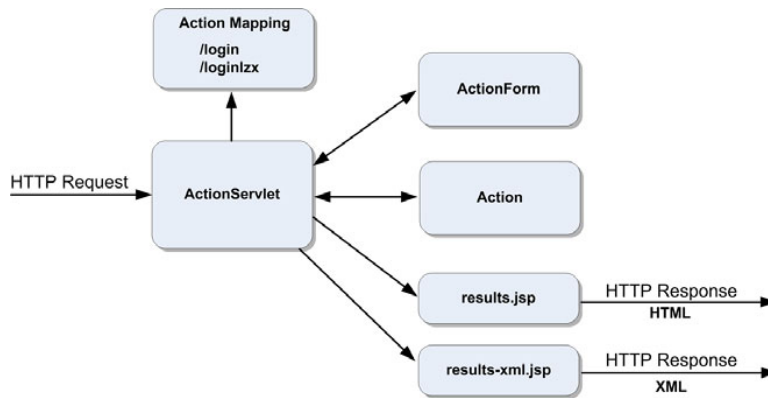 Action Mapping
/login
/loginlzx
ActionForm
HTTP Request
ActionServlet
Action
results.jsp
HTTP Response
HTML
results-xml.jsp
HTTP Response
XML